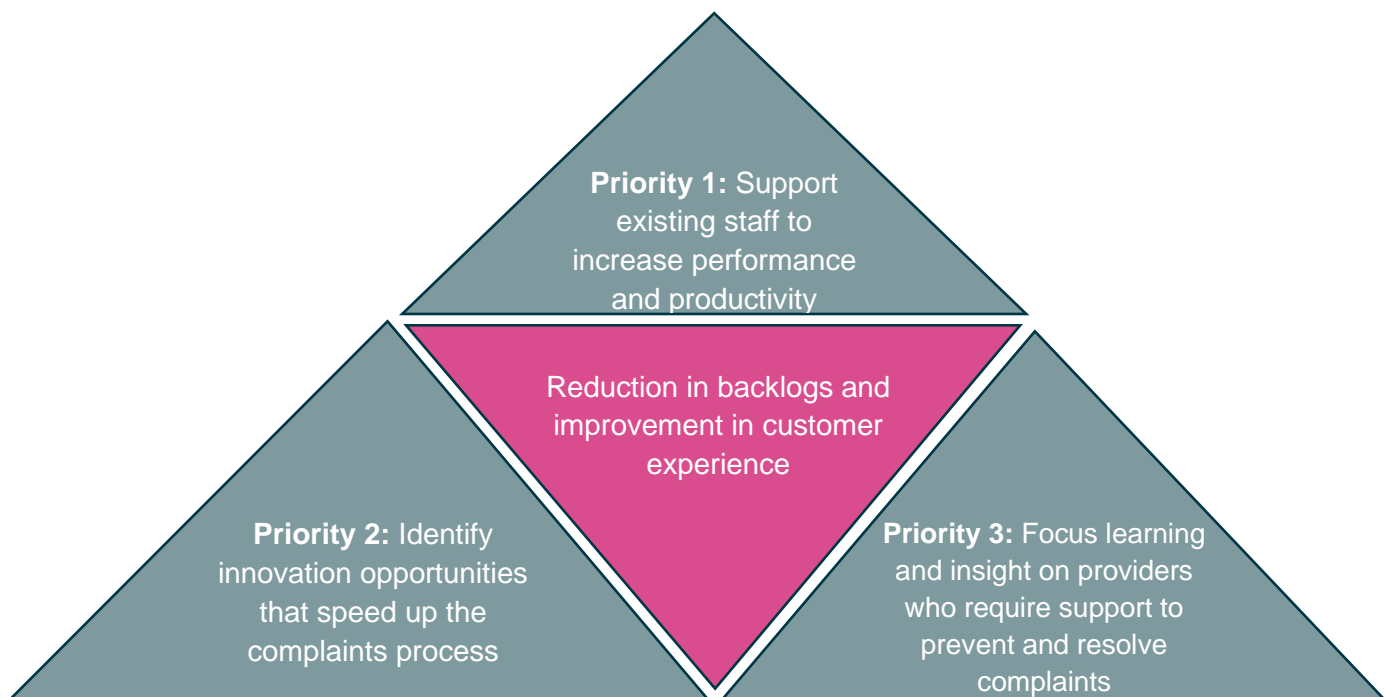 Priority 1: Support
existing staff to
increase performance
and productivity
Reduction in backlogs and
improvement in customer
experience
Priority 2: Identify
innovation opportunities
that speed up the
complaints process
Priority 3: Focus learning
and insight on providers
who require support to
prevent and resolve
complaints